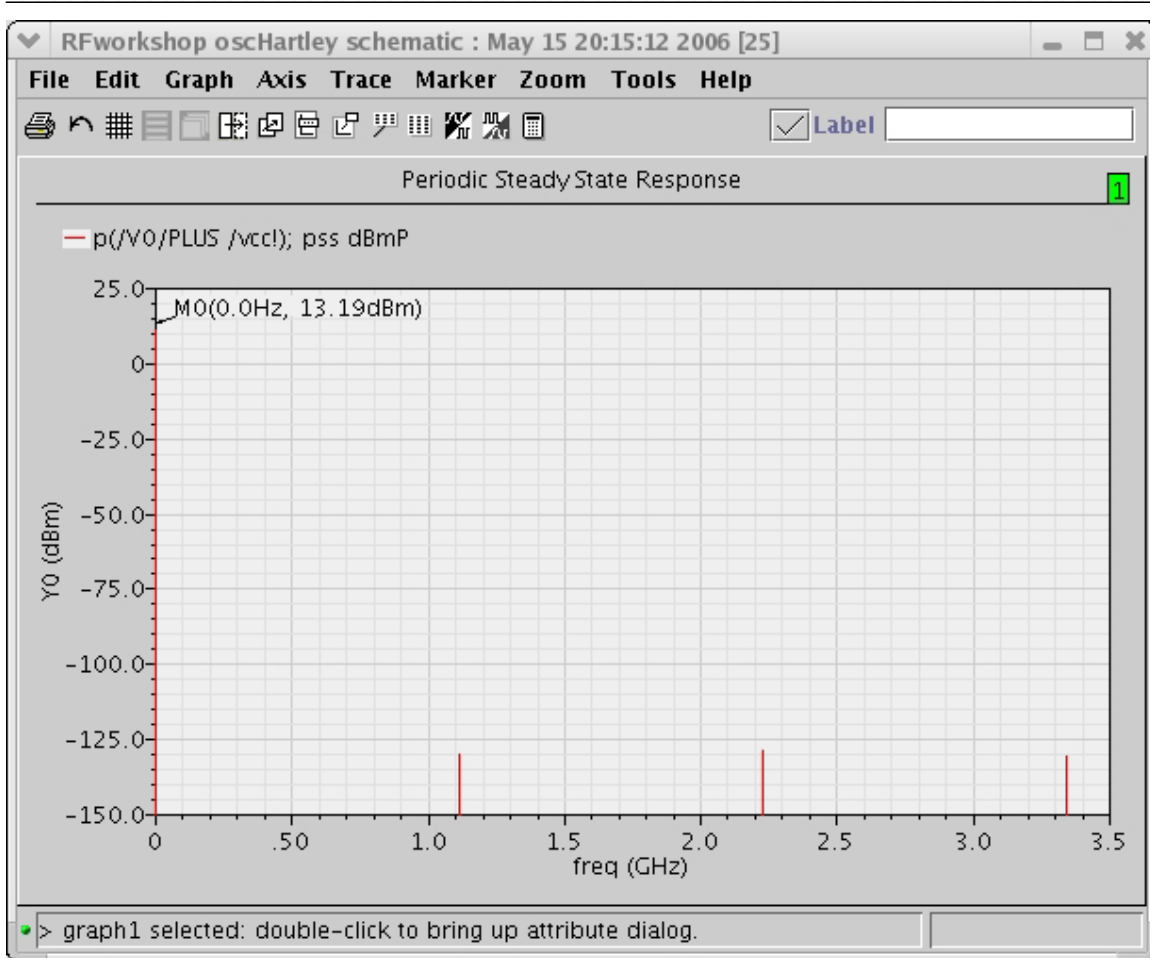 RFworkshop oscHartley schematic : May 15 20:15:12 2006 [25]
File Edit Graph Axis Trace Marker Zoom Tools Help
Label
Periodic Steady State Response
1
p(/V0/PLUS /vcc!); pss dBmP
M0(0.0Hz, 13.19dBm)
25.0
0
-25.0
-50.0
-75.0
-100.0
-125.0
-150.0
Y0 (dBm)
0 .50 1.0 1.5 2.0 2.5 3.0 3.5
freq (GHz)
> graph1 selected: double-click to bring up attribute dialog.